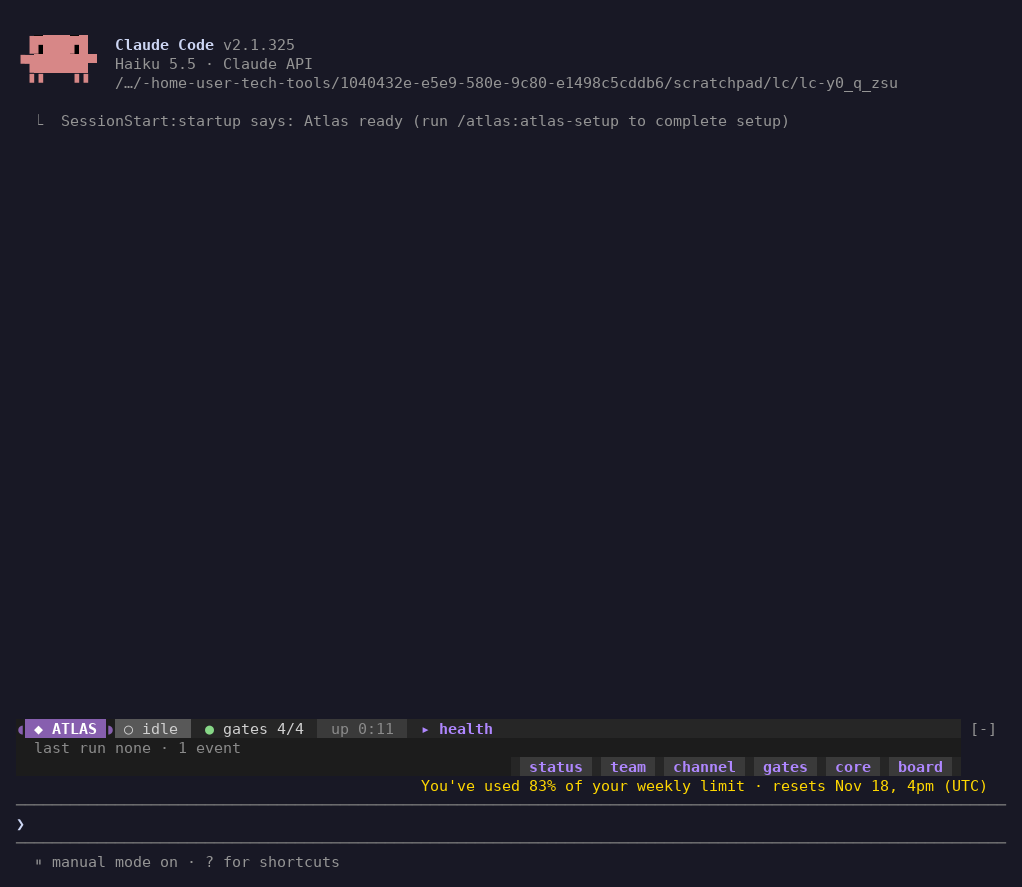 Claude Code v2.1.325
Haiku 5.5 · Claude API
/…/-home-user-tech-tools/1040432e-e5e9-580e-9c80-e1498c5cddb6/scratchpad/lc/lc-y0_q_zsu
└ SessionStart:startup says: Atlas ready (run /atlas:atlas-setup to complete setup)
◆ ATLAS ○ idle ● gates 4/4 up 0:11 ▸ health [-]
last run none · 1 event
status team channel gates core board
You've used 83% of your weekly limit · resets Nov 18, 4pm (UTC)
❯
⏸ manual mode on · ? for shortcuts